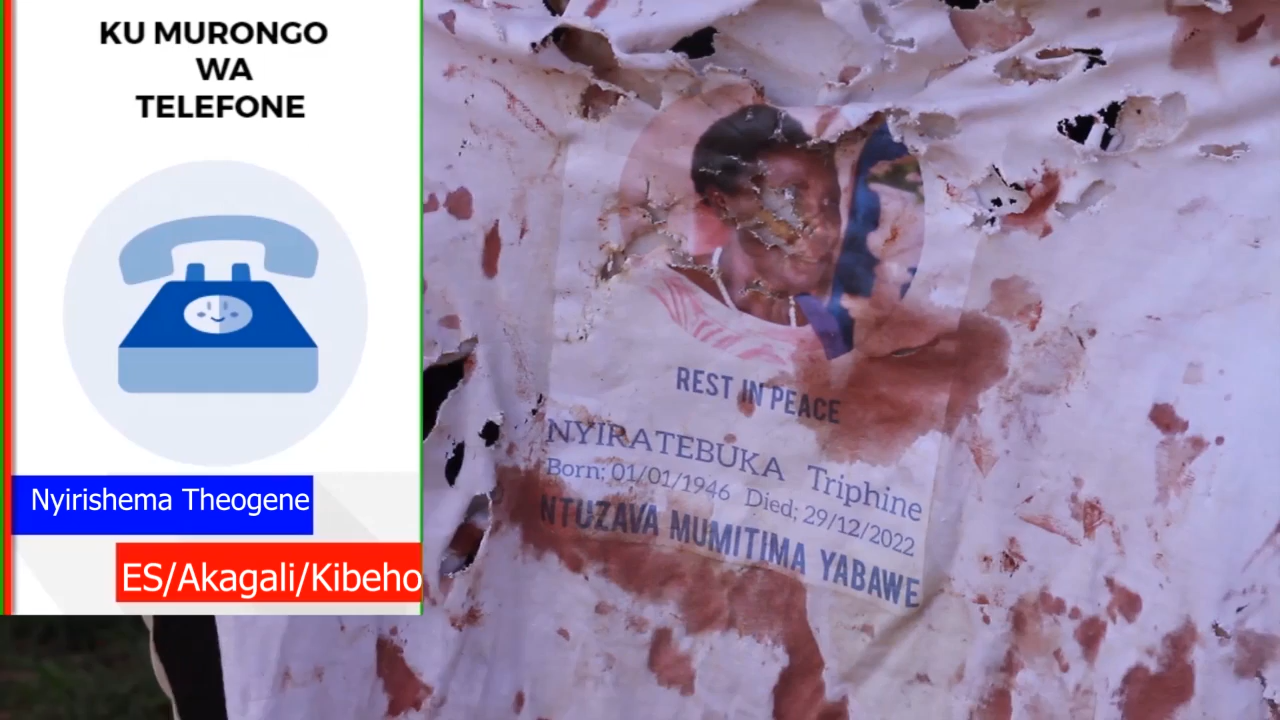 KU MURONGO
WA
TELEFONE
Nyirishema Theogene
ES/Akagali/Kibeho
REST IN PEACE
NYIRATEBUKA Triphine
Born; 01/01/1946 Died; 29/12/2022
NTUZAVA MUMITIMA YABAWE